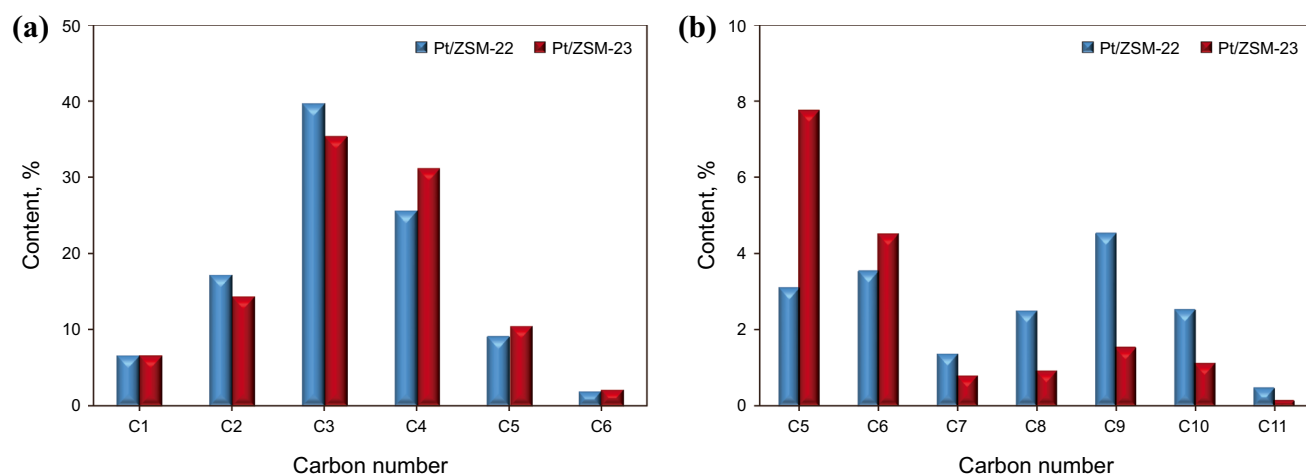 (a)
50
40
30
20
10
0
Content, %
Pt/ZSM-22 Pt/ZSM-23
C1 C2 C3 C4 C5 C6
Carbon number
(b)
10
8
6
4
2
0
Content, %
Pt/ZSM-22 Pt/ZSM-23
C5 C6 C7 C8 C9 C10 C11
Carbon number